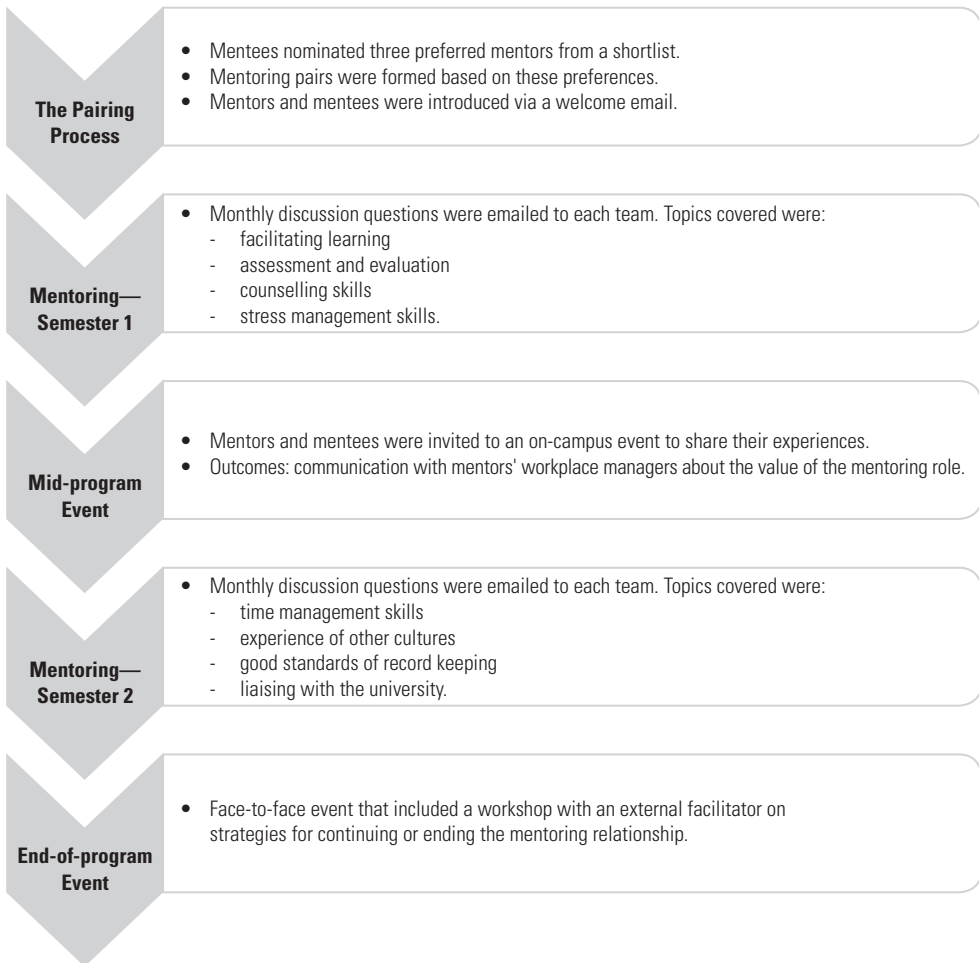 The Pairing
Process
• Mentees nominated three preferred mentors from a shortlist.
• Mentoring pairs were formed based on these preferences.
• Mentors and mentees were introduced via a welcome email.
Mentoring—
Semester 1
• Monthly discussion questions were emailed to each team. Topics covered were:
- facilitating learning
- assessment and evaluation
- counselling skills
- stress management skills.
Mid-program
Event
• Mentors and mentees were invited to an on-campus event to share their experiences.
• Outcomes: communication with mentors' workplace managers about the value of the mentoring role.
Mentoring—
Semester 2
• Monthly discussion questions were emailed to each team. Topics covered were:
- time management skills
- experience of other cultures
- good standards of record keeping
- liaising with the university.
End-of-program
Event
• Face-to-face event that included a workshop with an external facilitator on
strategies for continuing or ending the mentoring relationship.